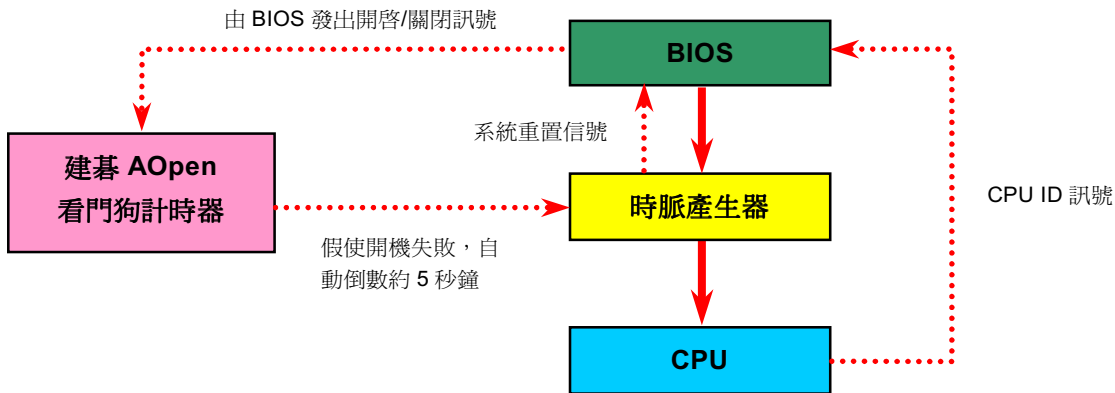 由 BIOS 發出開啓/關閉訊號
BIOS
系統重置信號
建碁 AOpen
看門狗計時器
時脈產生器
CPU ID 訊號
假使開機失敗，自
動倒數約 5 秒鐘
CPU